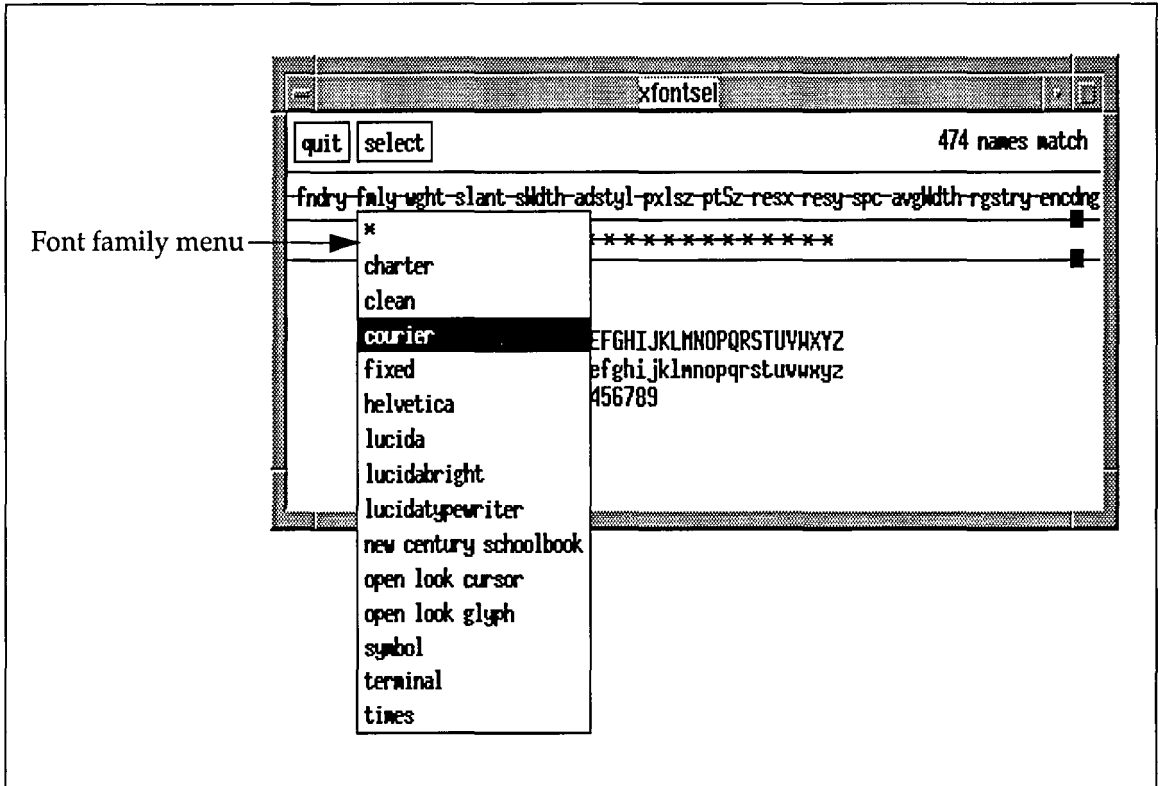 xfontsel
quit select 474 names match
-fndry-fmly-wght-slant-sWdth-adstyl-pxlsz-ptSz-resx-resy-spc-avgWdth-rgstry-encdng
Font family menu
*
*-*-*-*-*-*-*-*-*-*-*-*
charter
clean
courier
EFGHIJKLMNOPQRSTUVWXYZ
fixed
efghijklmnopqrstuvwxyz
helvetica
456789
lucida
lucidabright
lucidatypewriter
new century schoolbook
open look cursor
open look glyph
symbol
terminal
times